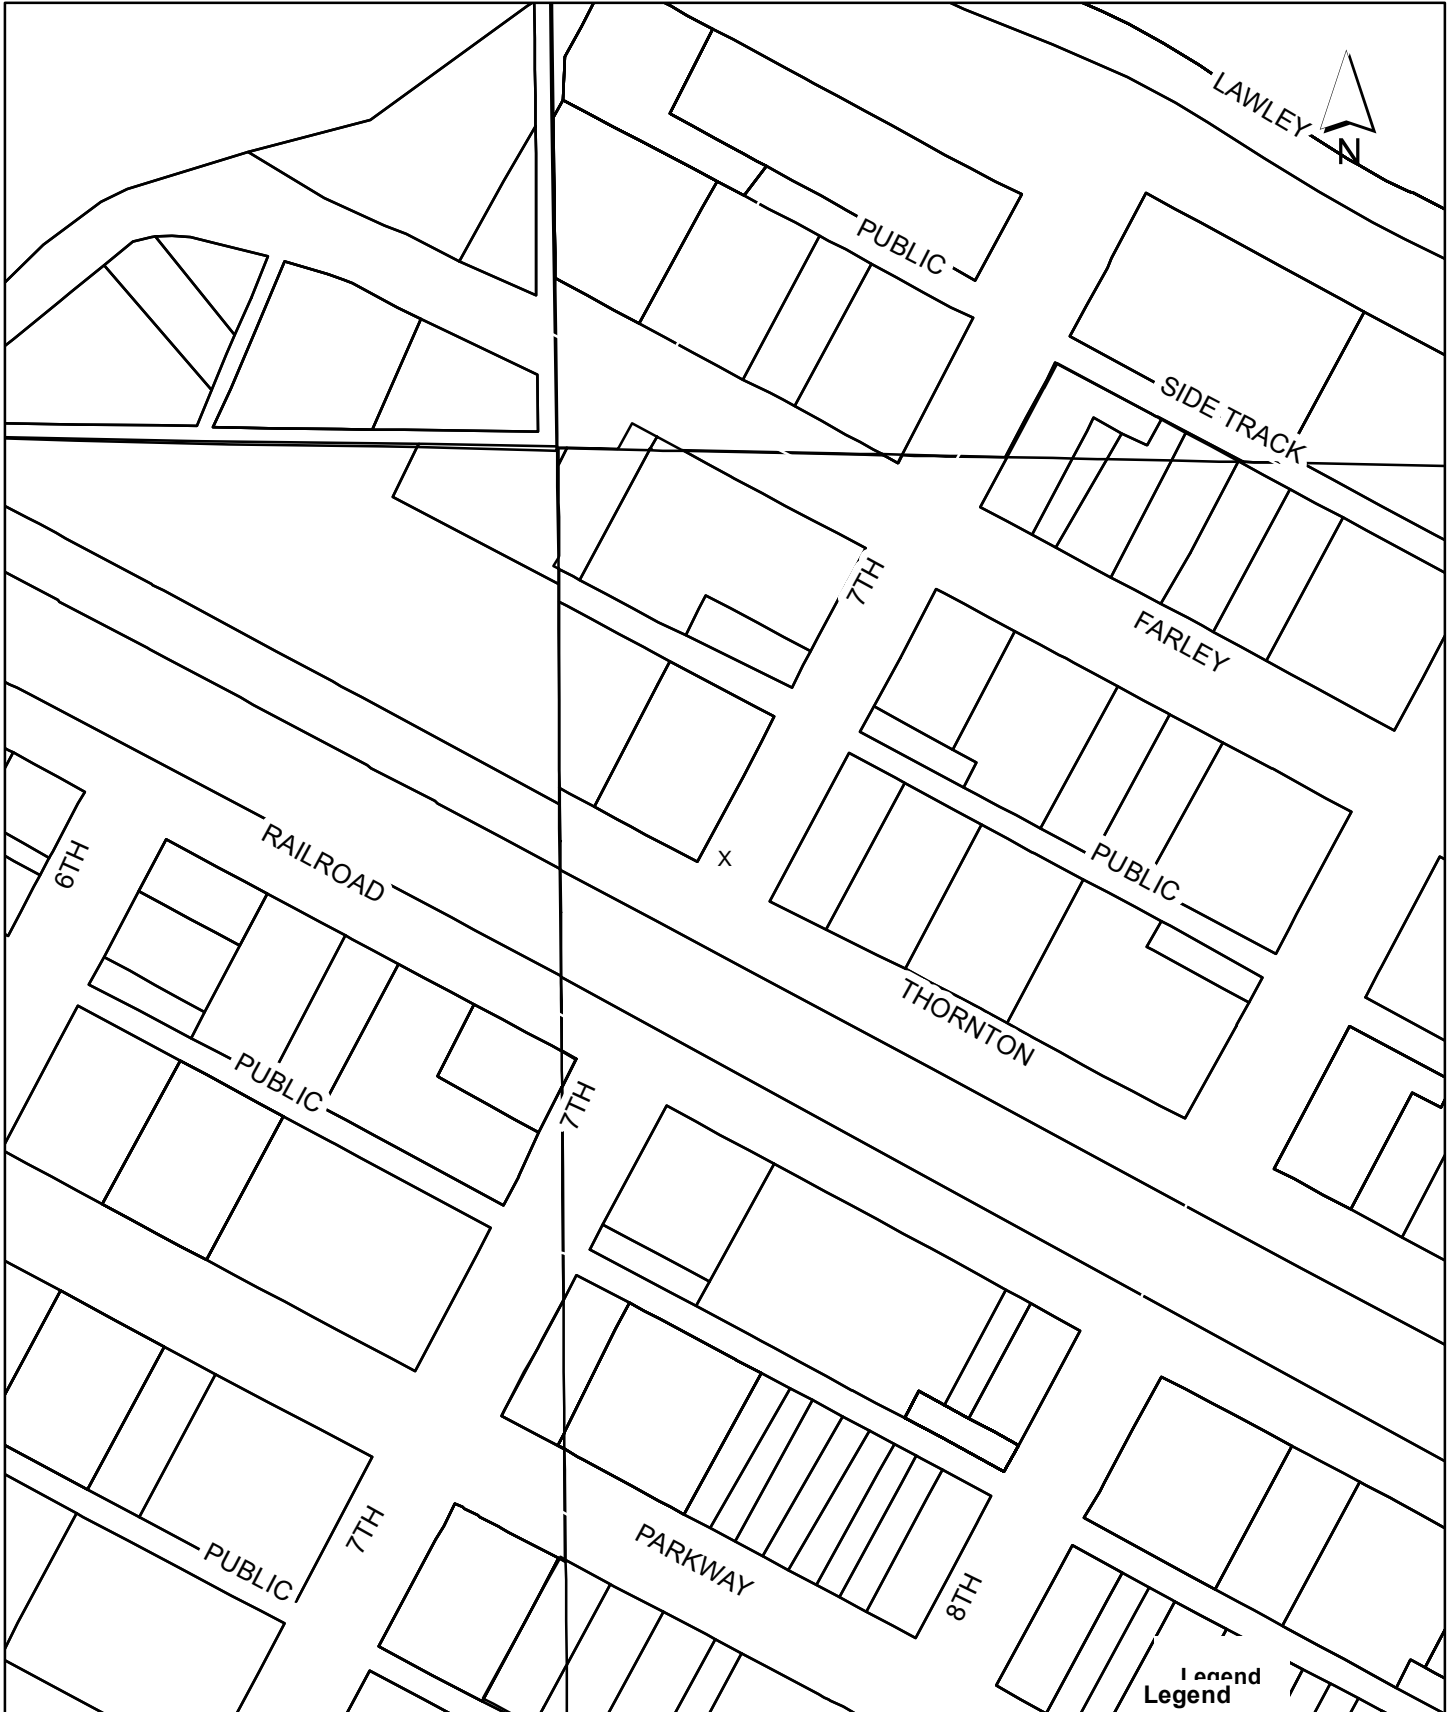 LAWLEY
N
PUBLIC
SIDE TRACK
7TH
FARLEY
RAILROAD
6TH
X
PUBLIC
THORNTON
PUBLIC
7TH
7TH
PARKWAY
PUBLIC
8TH
Legend
Legend